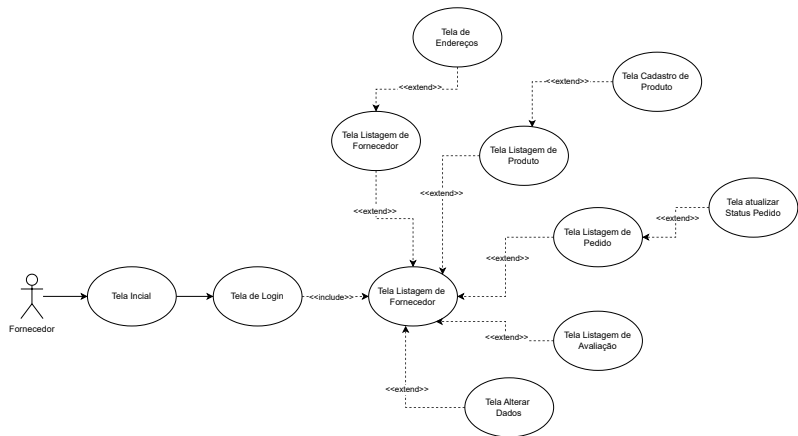 Tela de
Endereços
<<extend>>
<<extend>>
Tela Cadastro de
Produto
Tela Listagem de
Fornecedor
Tela Listagem de
Produto
<<extend>>
<<extend>>
Tela atualizar
Status Pedido
<<extend>>
Tela Listagem de
Pedido
<<extend>>
Tela Incial
Tela de Login
<<include>>
Tela Listagem de
Fornecedor
Fornecedor
<<extend>>
Tela Listagem de
Avaliação
<<extend>>
Tela Alterar
Dados